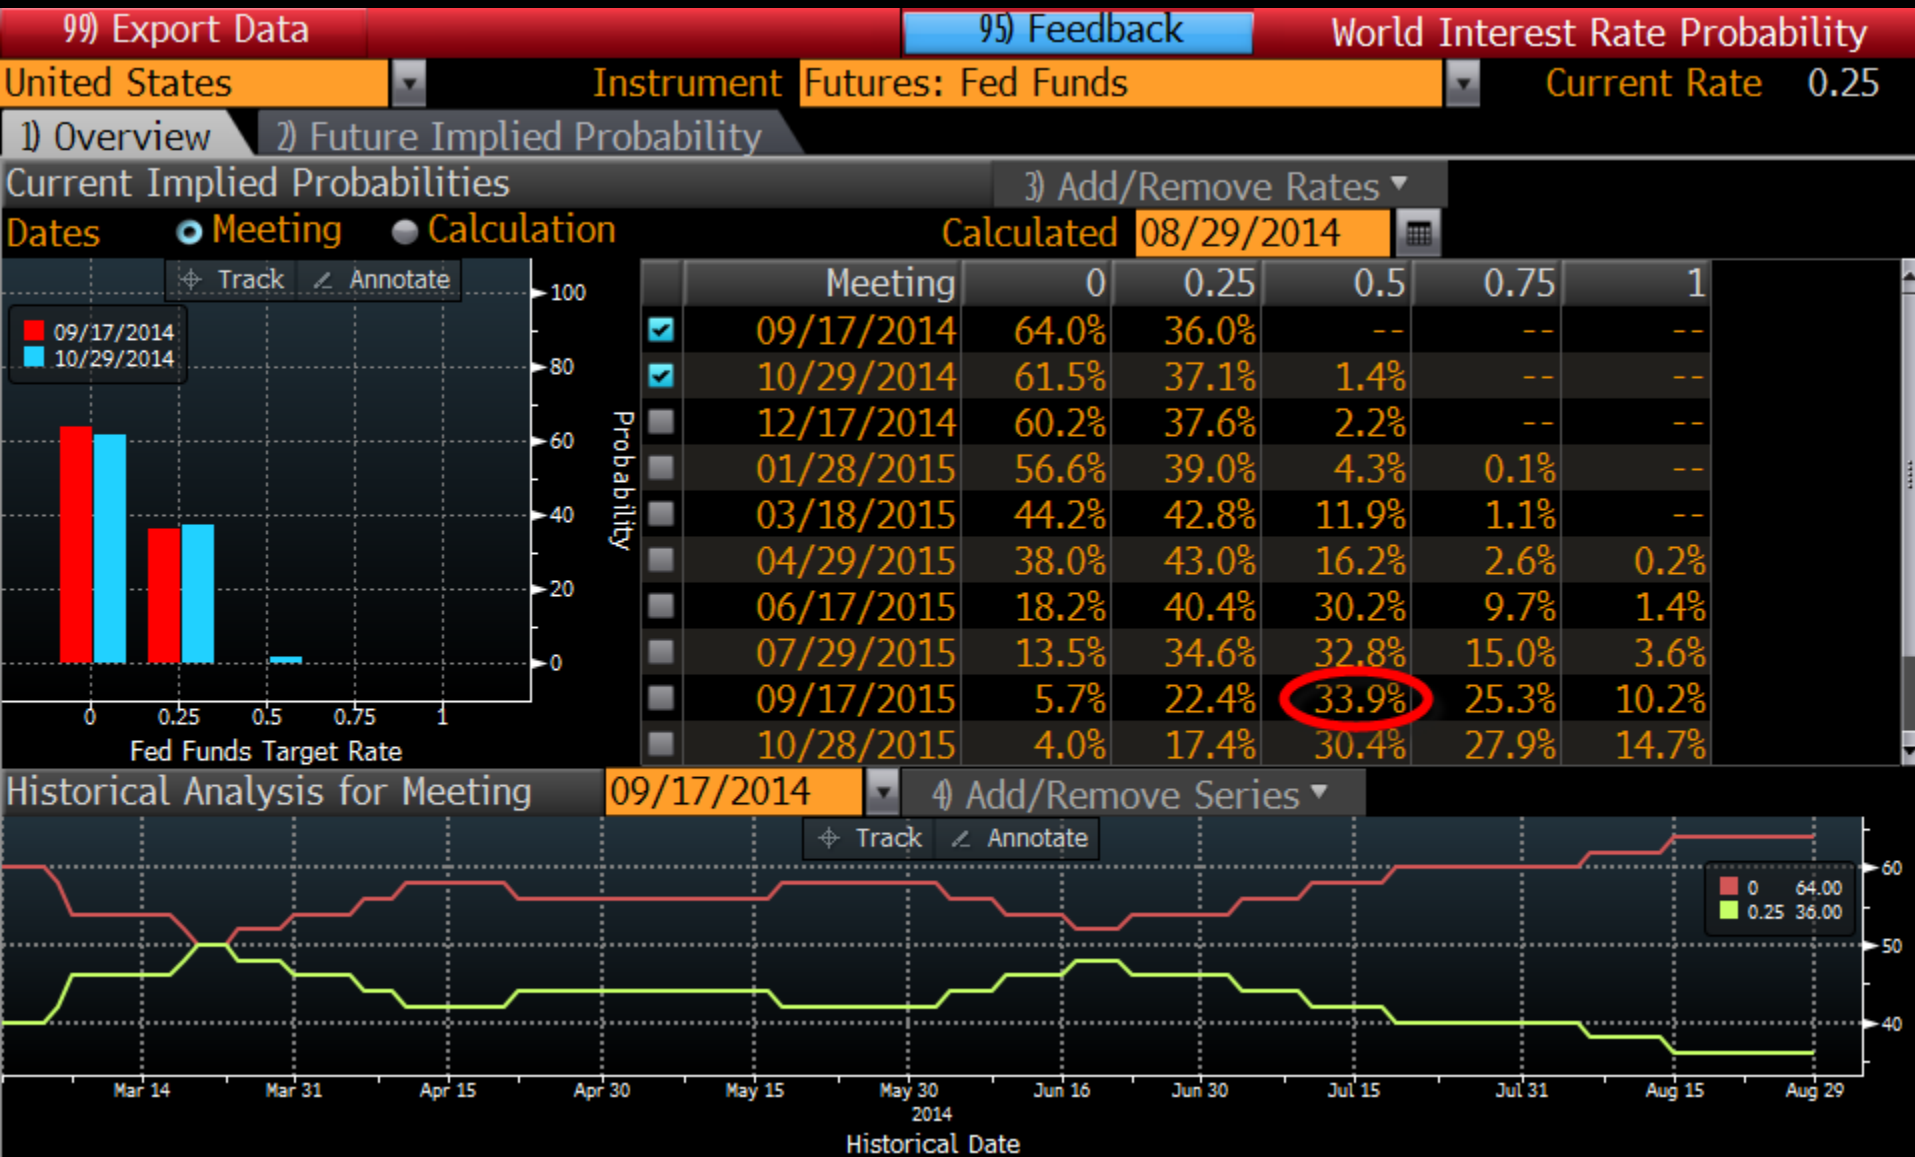 99) Export Data 95) Feedback World Interest Rate Probability
United States Instrument Futures: Fed Funds Current Rate 0.25
1) Overview 2) Future Implied Probability
Current Implied Probabilities 3) Add/Remove Rates
Dates Meeting Calculation Calculated 08/29/2014
Track Annotate
09/17/2014
10/29/2014
100
80
60
40
20
0
Probability
0 0.25 0.5 0.75 1
Fed Funds Target Rate
Meeting 0 0.25 0.5 0.75 1
09/17/2014 64.0% 36.0% -- -- --
10/29/2014 61.5% 37.1% 1.4% -- --
12/17/2014 60.2% 37.6% 2.2% -- --
01/28/2015 56.6% 39.0% 4.3% 0.1% --
03/18/2015 44.2% 42.8% 11.9% 1.1% --
04/29/2015 38.0% 43.0% 16.2% 2.6% 0.2%
06/17/2015 18.2% 40.4% 30.2% 9.7% 1.4%
07/29/2015 13.5% 34.6% 32.8% 15.0% 3.6%
09/17/2015 5.7% 22.4% 33.9% 25.3% 10.2%
10/28/2015 4.0% 17.4% 30.4% 27.9% 14.7%
Historical Analysis for Meeting 09/17/2014 4) Add/Remove Series
Track Annotate
0 64.00
0.25 36.00
60
50
40
Mar 14 Mar 31 Apr 15 Apr 30 May 15 May 30 Jun 16 Jun 30 Jul 15 Jul 31 Aug 15 Aug 29
2014
Historical Date